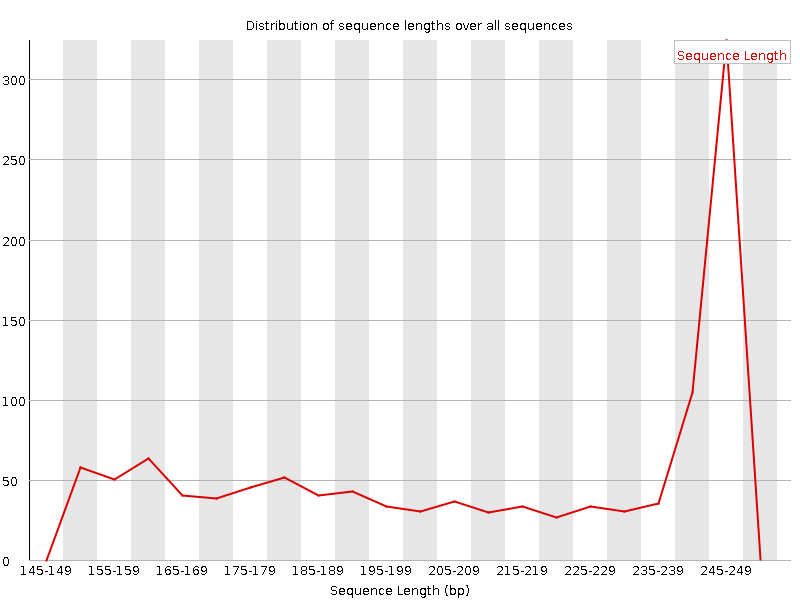 Distribution of sequence lengths over all sequences
Sequence Length
300
250
200
150
100
50
0
145-149 155-159 165-169 175-179 185-189 195-199 205-209 215-219 225-229 235-239 245-249
Sequence Length (bp)